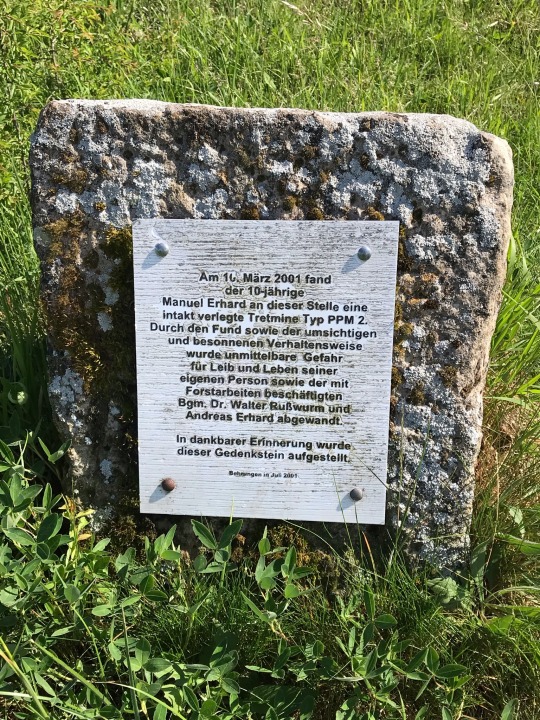 Am 10. März 2001 fand
der 10-jährige
Manuel Erhard an dieser Stelle eine
intakt verlegte Tretmine Typ PPM 2.
Durch den Fund sowie der umsichtigen
und besonnenen Verhaltensweise
wurde unmittelbare Gefahr
für Leib und Leben seiner
eigenen Person sowie der mit
Forstarbeiten beschäftigten
Bgm. Dr. Walter Rußwurm und
Andreas Erhard abgewandt.
In dankbarer Erinnerung wurde
dieser Gedenkstein aufgestellt.
Behrungen im Juli 2001